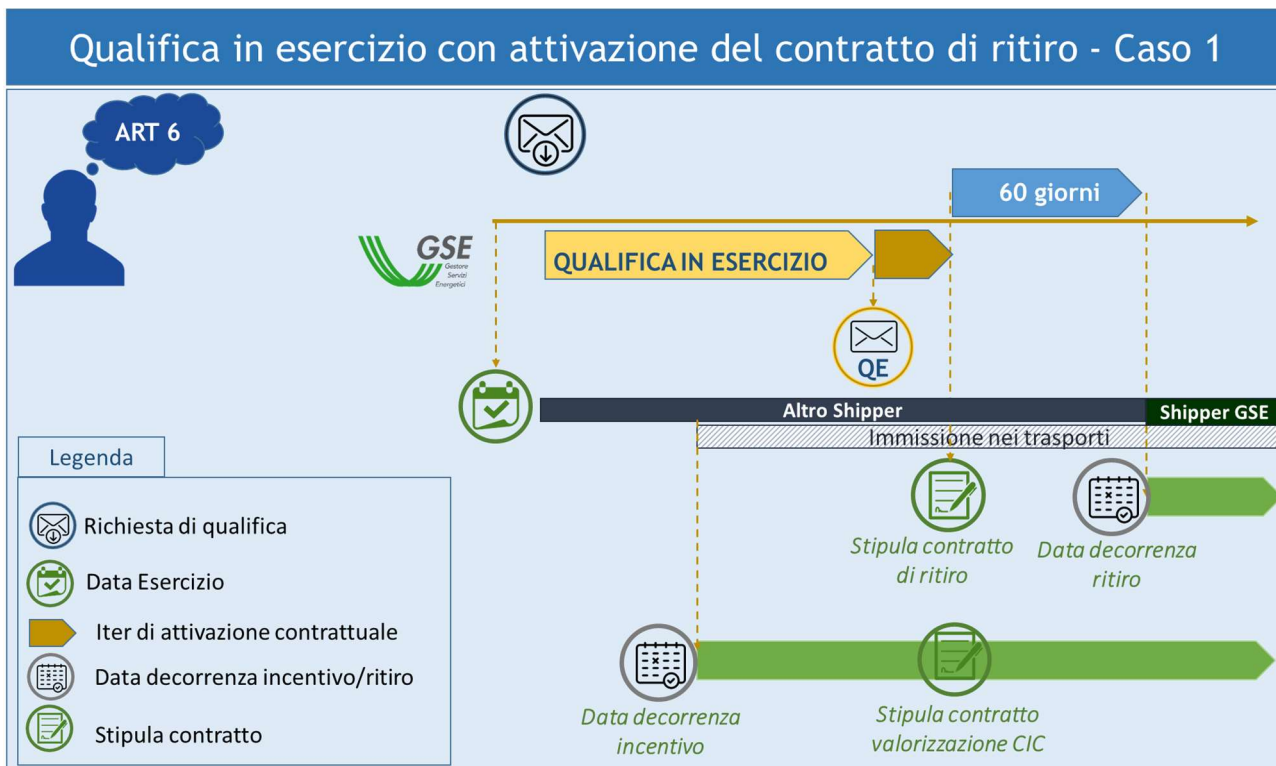 Qualifica in esercizio con attivazione del contratto di ritiro - Caso 1
ART 6
60 giorni
GSE
Gestore
Servizi
Energetici
QUALIFICA IN ESERCIZIO
QE
Altro Shipper
Shipper GSE
Immissione nei trasporti
Stipula contratto
di ritiro
Data decorrenza
ritiro
Data decorrenza
incentivo
Stipula contratto
valorizzazione CIC
Legenda
Richiesta di qualifica
Data Esercizio
Iter di attivazione contrattuale
Data decorrenza incentivo/ritiro
Stipula contratto